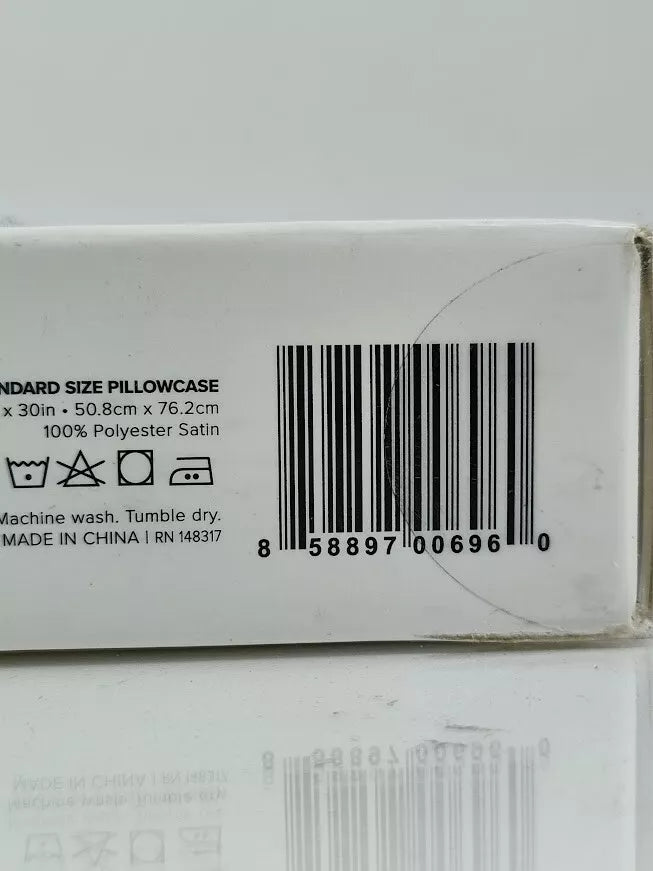 NDARD SIZE PILLOWCASE
x 30in • 50.8cm x 76.2cm
100% Polyester Satin
Machine wash. Tumble dry.
MADE IN CHINA | RN 148317
8 58897 00696 0